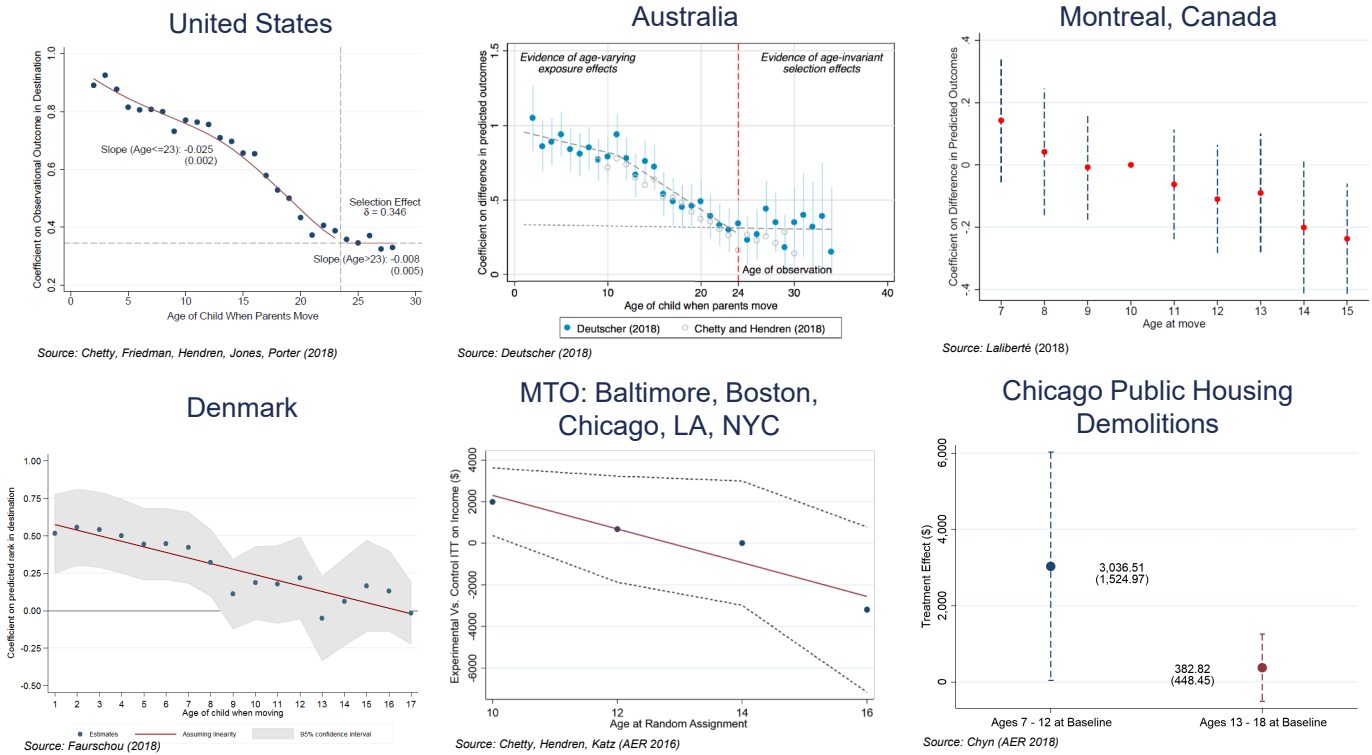 United States
Coefficient on Observational Outcome in Destination
1.0
0.8
0.6
0.4
0.2
Slope (Age<=23): -0.025
(0.002)
Selection Effect
δ = 0.346
Slope (Age>23): -0.008
(0.005)
0 5 10 15 20 25 30
Age of Child When Parents Move
Source: Chetty, Friedman, Hendren, Jones, Porter (2018)
Australia
Coefficient on difference in predicted outcomes
1.5
1
.5
0
Evidence of age-varying
exposure effects
Evidence of age-invariant
selection effects
Age of observation
0 10 20 24 30 40
Age of child when parents move
Deutscher (2018) Chetty and Hendren (2018)
Source: Deutscher (2018)
Montreal, Canada
Coefficient on Difference in Predicted Outcomes
.4
.2
0
-.2
-.4
7 8 9 10 11 12 13 14 15
Age at move
Source: Laliberté (2018)
Denmark
Coefficient on predicted rank in destination
1.00
0.75
0.50
0.25
0.00
-0.25
-0.50
1 2 3 4 5 6 7 8 9 10 11 12 13 14 15 16 17
Age of child when moving
Estimates Assuming linearity 95% confidence interval
Source: Faurschou (2018)
MTO: Baltimore, Boston,
Chicago, LA, NYC
Experimental Vs. Control ITT on Income ($)
4000
2000
0
-2000
-4000
-6000
10 12 14 16
Age at Random Assignment
Source: Chetty, Hendren, Katz (AER 2016)
Chicago Public Housing
Demolitions
Treatment Effect ($)
6,000
4,000
2,000
0
3,036.51
(1,524.97)
382.82
(448.45)
Ages 7 - 12 at Baseline Ages 13 - 18 at Baseline
Source: Chyn (AER 2018)